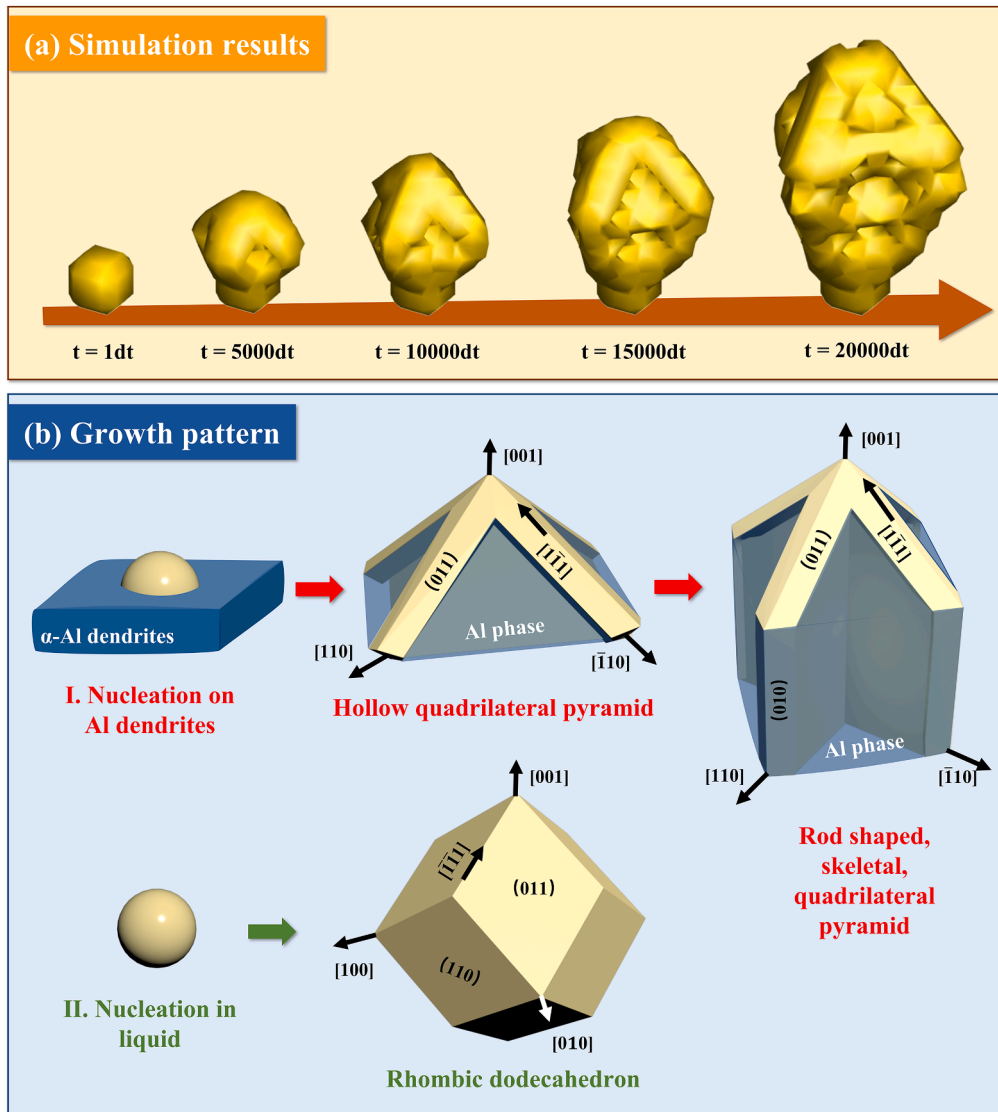 (a) Simulation results
t = 1dt
t = 5000dt
t = 10000dt
t = 15000dt
t = 20000dt
(b) Growth pattern
α-Al dendrites
I. Nucleation on
Al dendrites
[001]
(011)
[11̄1]
Al phase
[110]
[1̄10]
Hollow quadrilateral pyramid
[001]
(011)
[11̄1]
(010)
Al phase
[110]
[1̄10]
Rod shaped,
skeletal,
quadrilateral
pyramid
II. Nucleation in
liquid
[001]
[1̄1̄1]
(011)
[100]
(110)
[010]
Rhombic dodecahedron